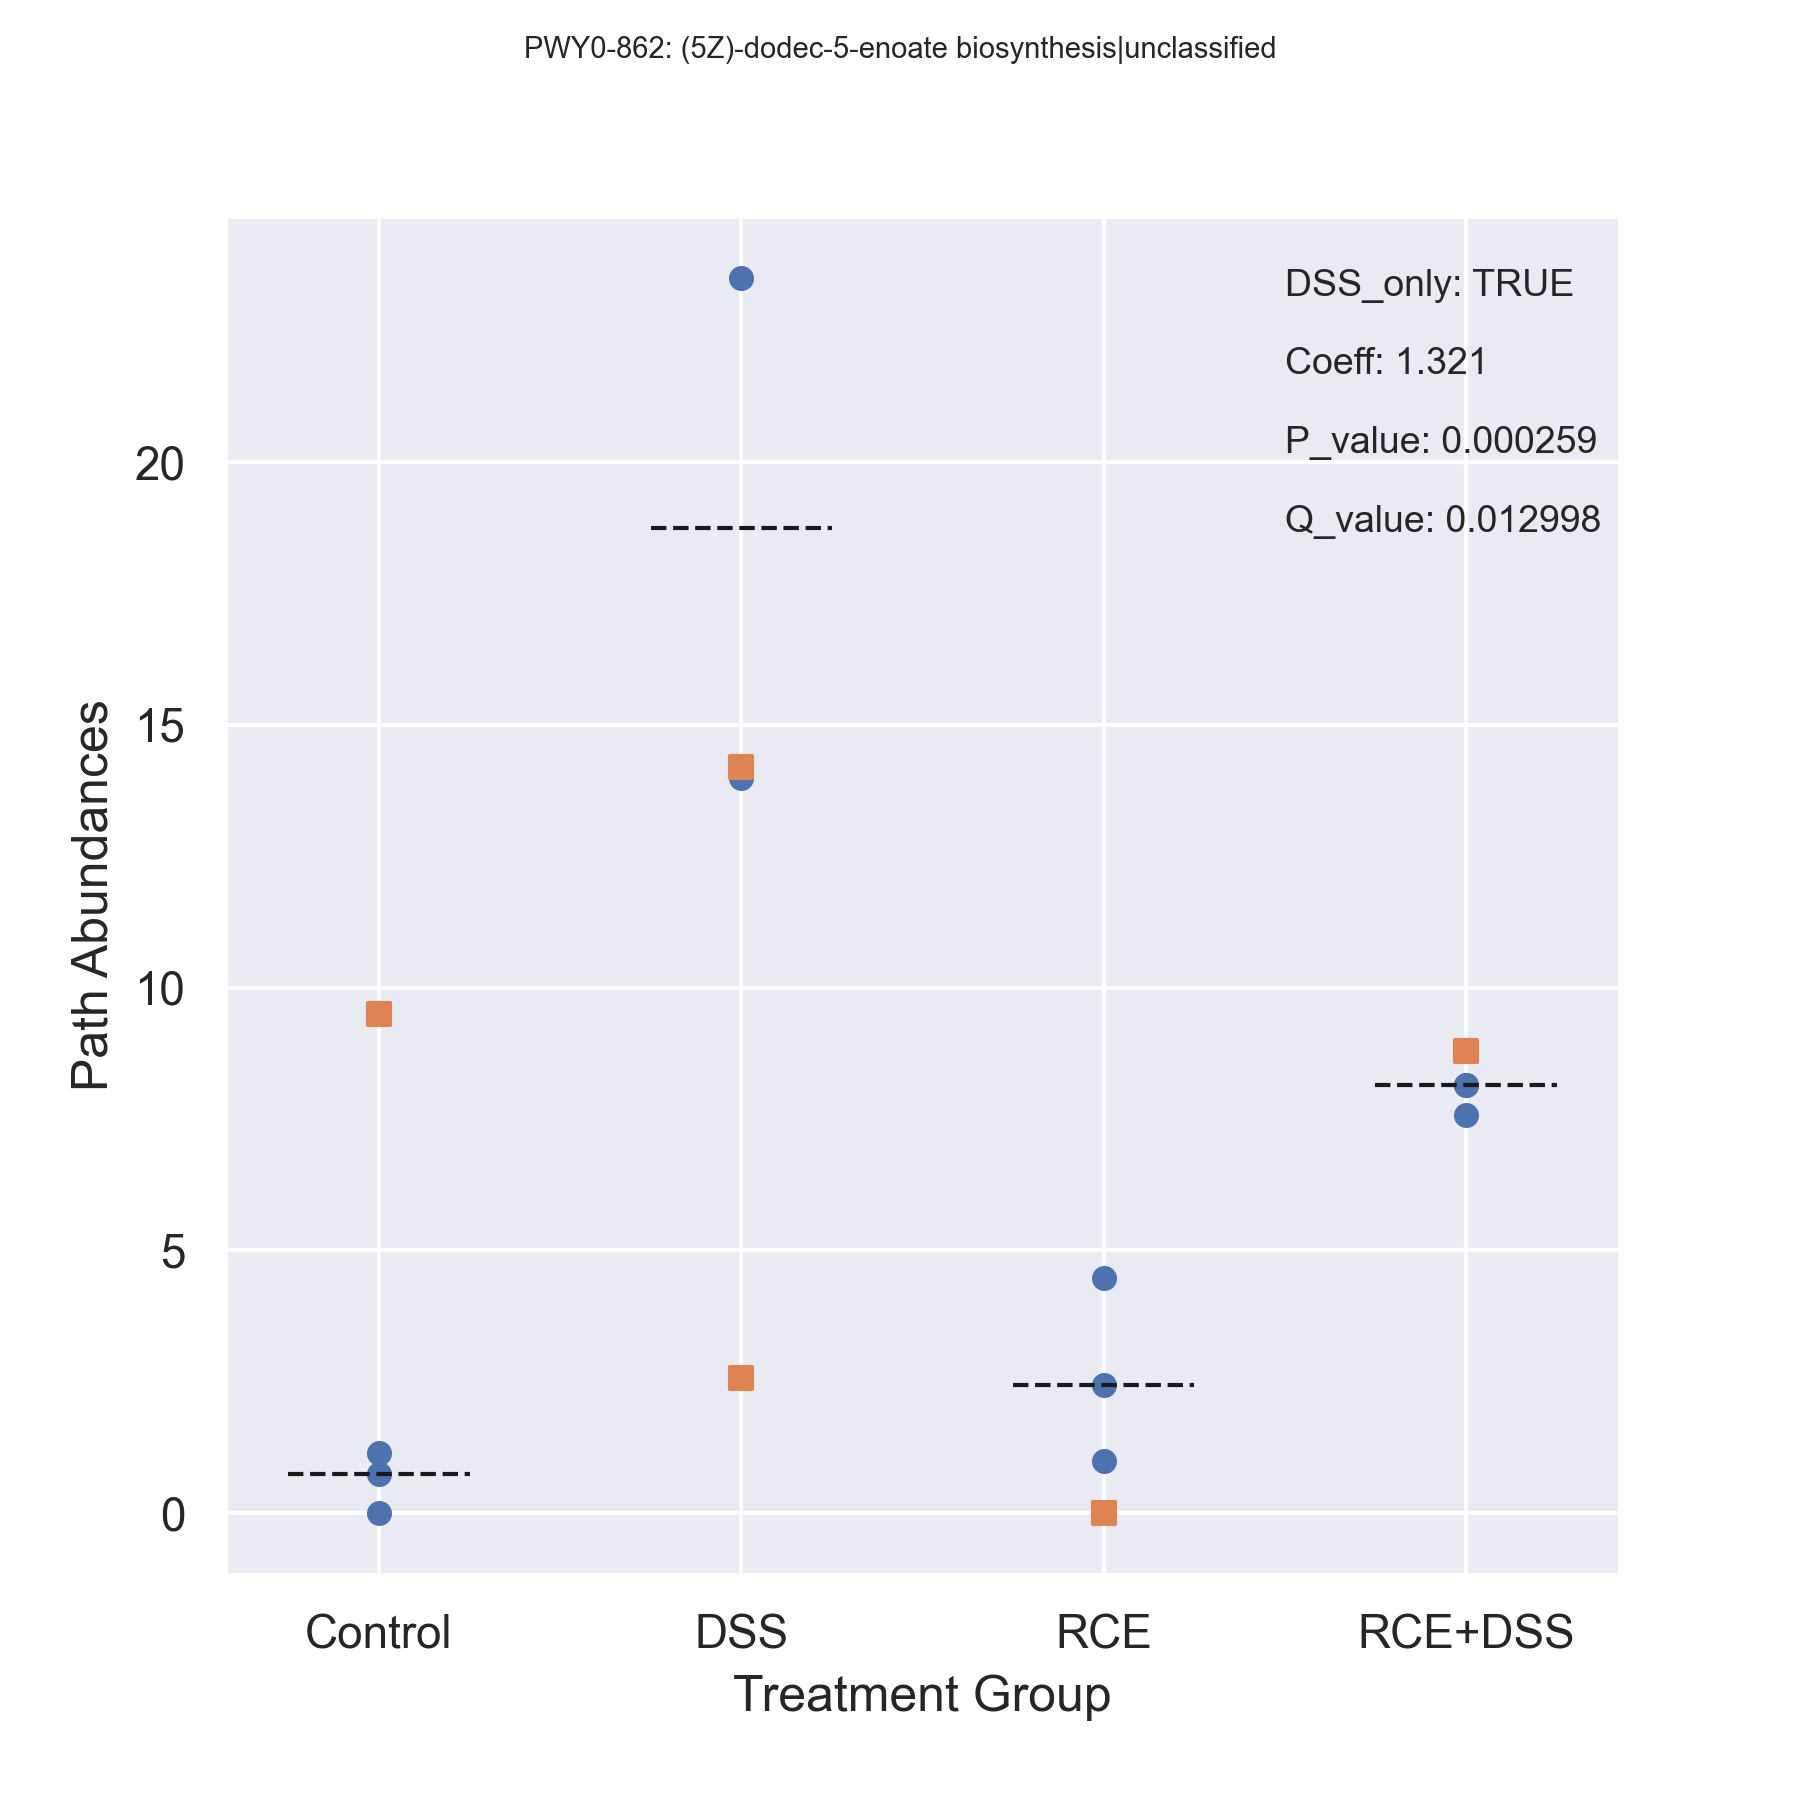 PWY0-862: (5Z)-dodec-5-enoate biosynthesis|unclassified
DSS_only: TRUE
Coeff: 1.321
P_value: 0.000259
Q_value: 0.012998
Path Abundances
20
15
10
5
0
Control DSS RCE RCE+DSS
Treatment Group